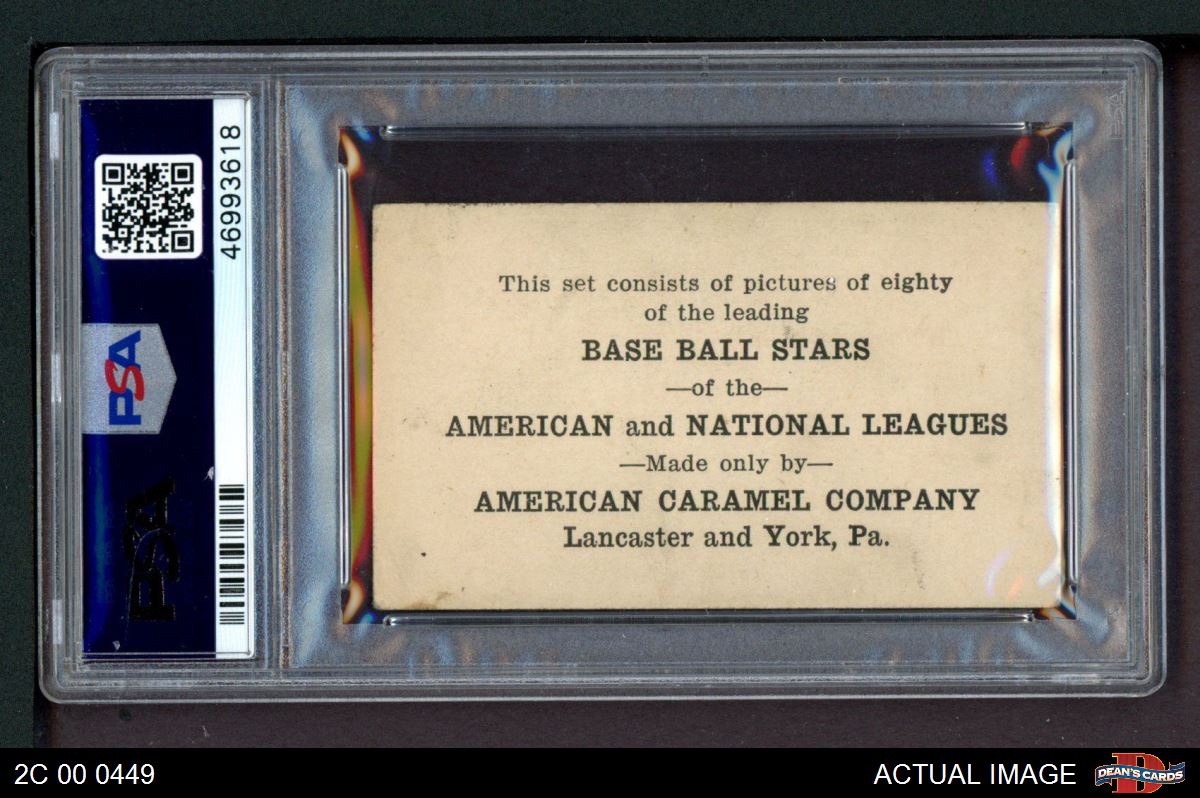 46993618
PSA
PSA
This set consists of pictures of eighty
of the leading
BASE BALL STARS
—of the—
AMERICAN and NATIONAL LEAGUES
—Made only by—
AMERICAN CARAMEL COMPANY
Lancaster and York, Pa.
2C 00 0449
ACTUAL IMAGE
D
DEAN'S CARDS